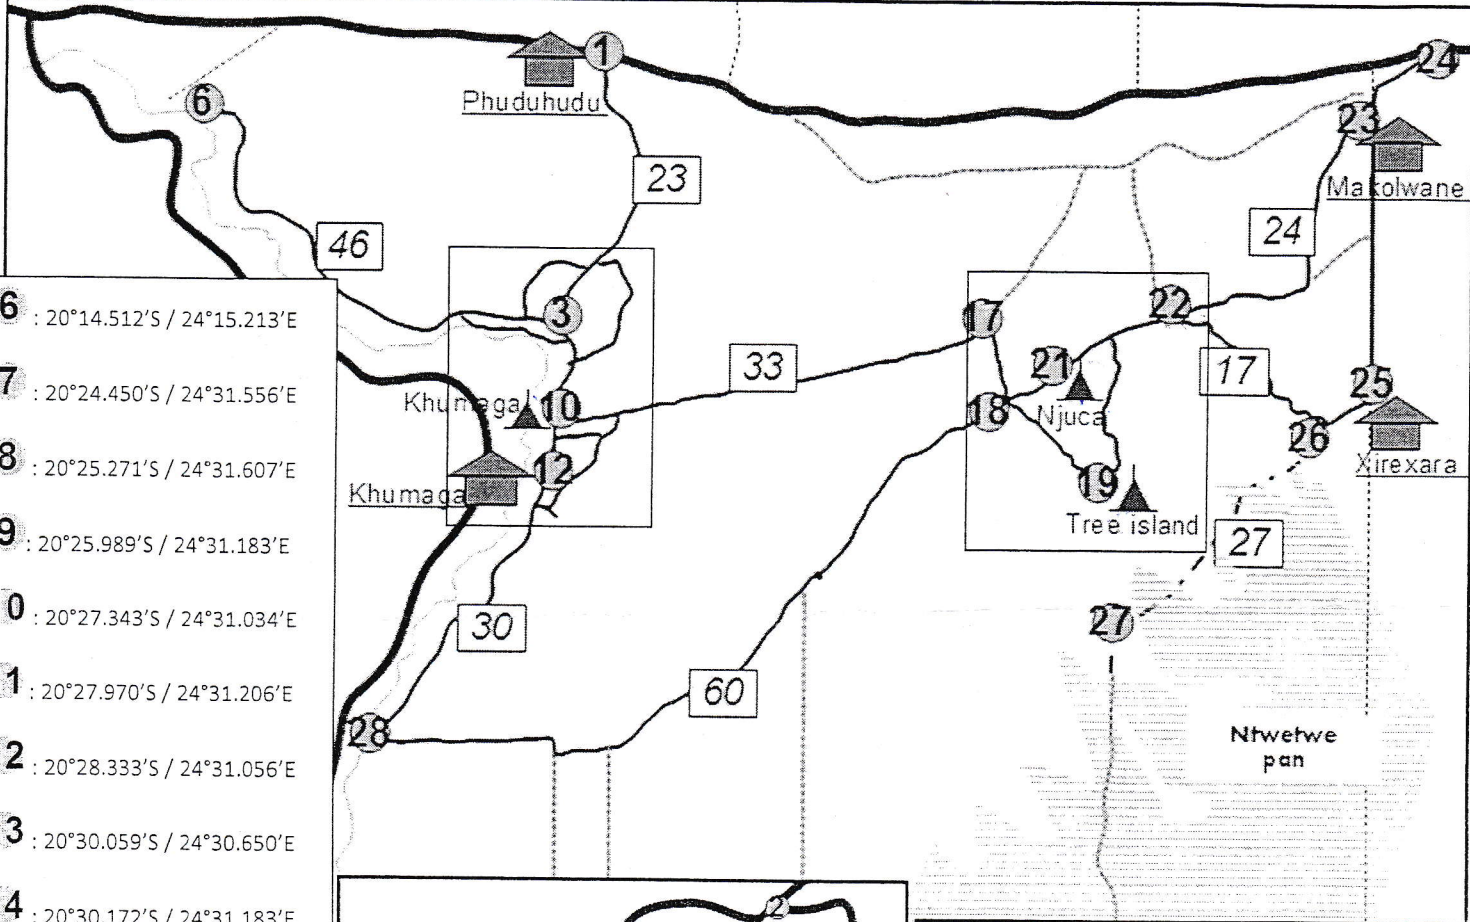 1
24
6
23
Phuduhudu
23
Makolwane
24
46
3
22
17
33
21
17
25
Khumaga
10
18
Njuca
26
12
Xirexara
Khumaga
19
Tree island
27
30
27
60
28
Ntwetwe
pan
2
6 : 20°14.512'S / 24°15.213'E
7 : 20°24.450'S / 24°31.556'E
8 : 20°25.271'S / 24°31.607'E
9 : 20°25.989'S / 24°31.183'E
0 : 20°27.343'S / 24°31.034'E
1 : 20°27.970'S / 24°31.206'E
2 : 20°28.333'S / 24°31.056'E
3 : 20°30.059'S / 24°30.650'E
4 : 20°30.172'S / 24°31.183'E